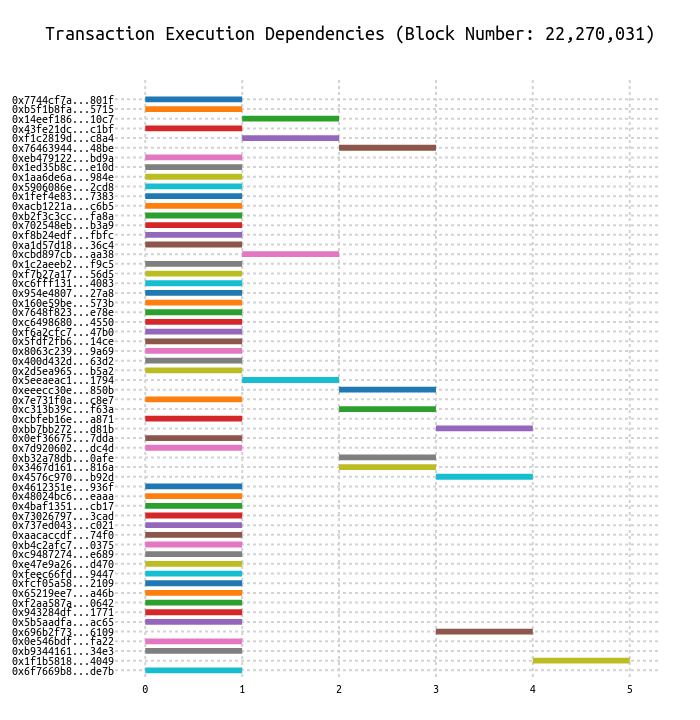 Transaction Execution Dependencies (Block Number: 22,270,031)
0x7744cf7a...801f
0xb5f1b8fa...5715
0x14eef186...10c7
0x43fe21dc...c1bf
0xf1c2819d...c8a4
0x76463944...48be
0xeb479122...bd9a
0x1ed35b8c...e10d
0x1aa6de6a...984e
0x5906086e...2cd8
0x1fef4e83...7383
0xacb1221a...c6b5
0xb2f3c3cc...fa8a
0x702548eb...b3a9
0xf8b24edf...fbfc
0xa1d57d18...36c4
0xcbd897cb...aa38
0x1c2aeeb2...f9c5
0xf7b27a17...56d5
0xc6fff131...4083
0x954e4807...27a8
0x160e59be...573b
0x7648f823...e78e
0xc6498680...4550
0xf6a2cfc7...47b0
0x5fdf2fb6...14ce
0x8063c239...9a69
0x400d432d...63d2
0x2d5ea965...b5a2
0x5eeaeac1...1794
0xeeecc30e...850b
0x7e731f0a...c8e7
0xc313b39c...f63a
0xcbfeb16e...a871
0xbb7bb272...d81b
0x0ef36675...7dda
0x7d920602...dc4d
0xb32a78db...0afe
0x3467d161...816a
0x4576c970...b92d
0x4612351e...936f
0x48024bc6...eaaa
0x4baf1351...cb17
0x73026797...3cad
0x737ed043...c021
0xaacaccdf...74f0
0xb4c2afc7...0375
0xc9487274...e689
0xe47e9a26...d470
0xfeec66fd...9447
0xfcf05a58...2109
0x65219ee7...a46b
0xf2aa587a...0642
0x943284df...1771
0x5b5aadfa...ac65
0x696b2f73...6109
0x0e546bdf...fa22
0xb9344161...34e3
0x1f1b5818...4049
0x6f7669b8...de7b
0 1 2 3 4 5